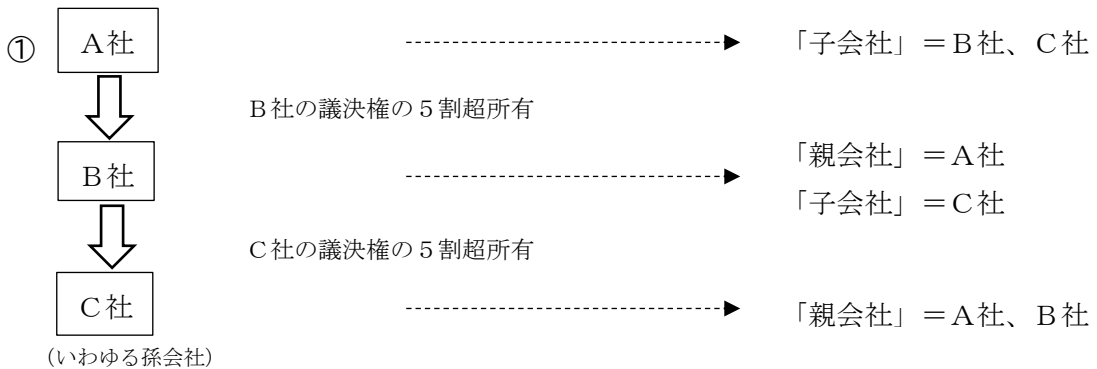 ①
A社
「子会社」=B社、C社
B社の議決権の5割超所有
B社
「親会社」=A社
「子会社」=C社
C社の議決権の5割超所有
C社
「親会社」=A社、B社
(いわゆる孫会社)